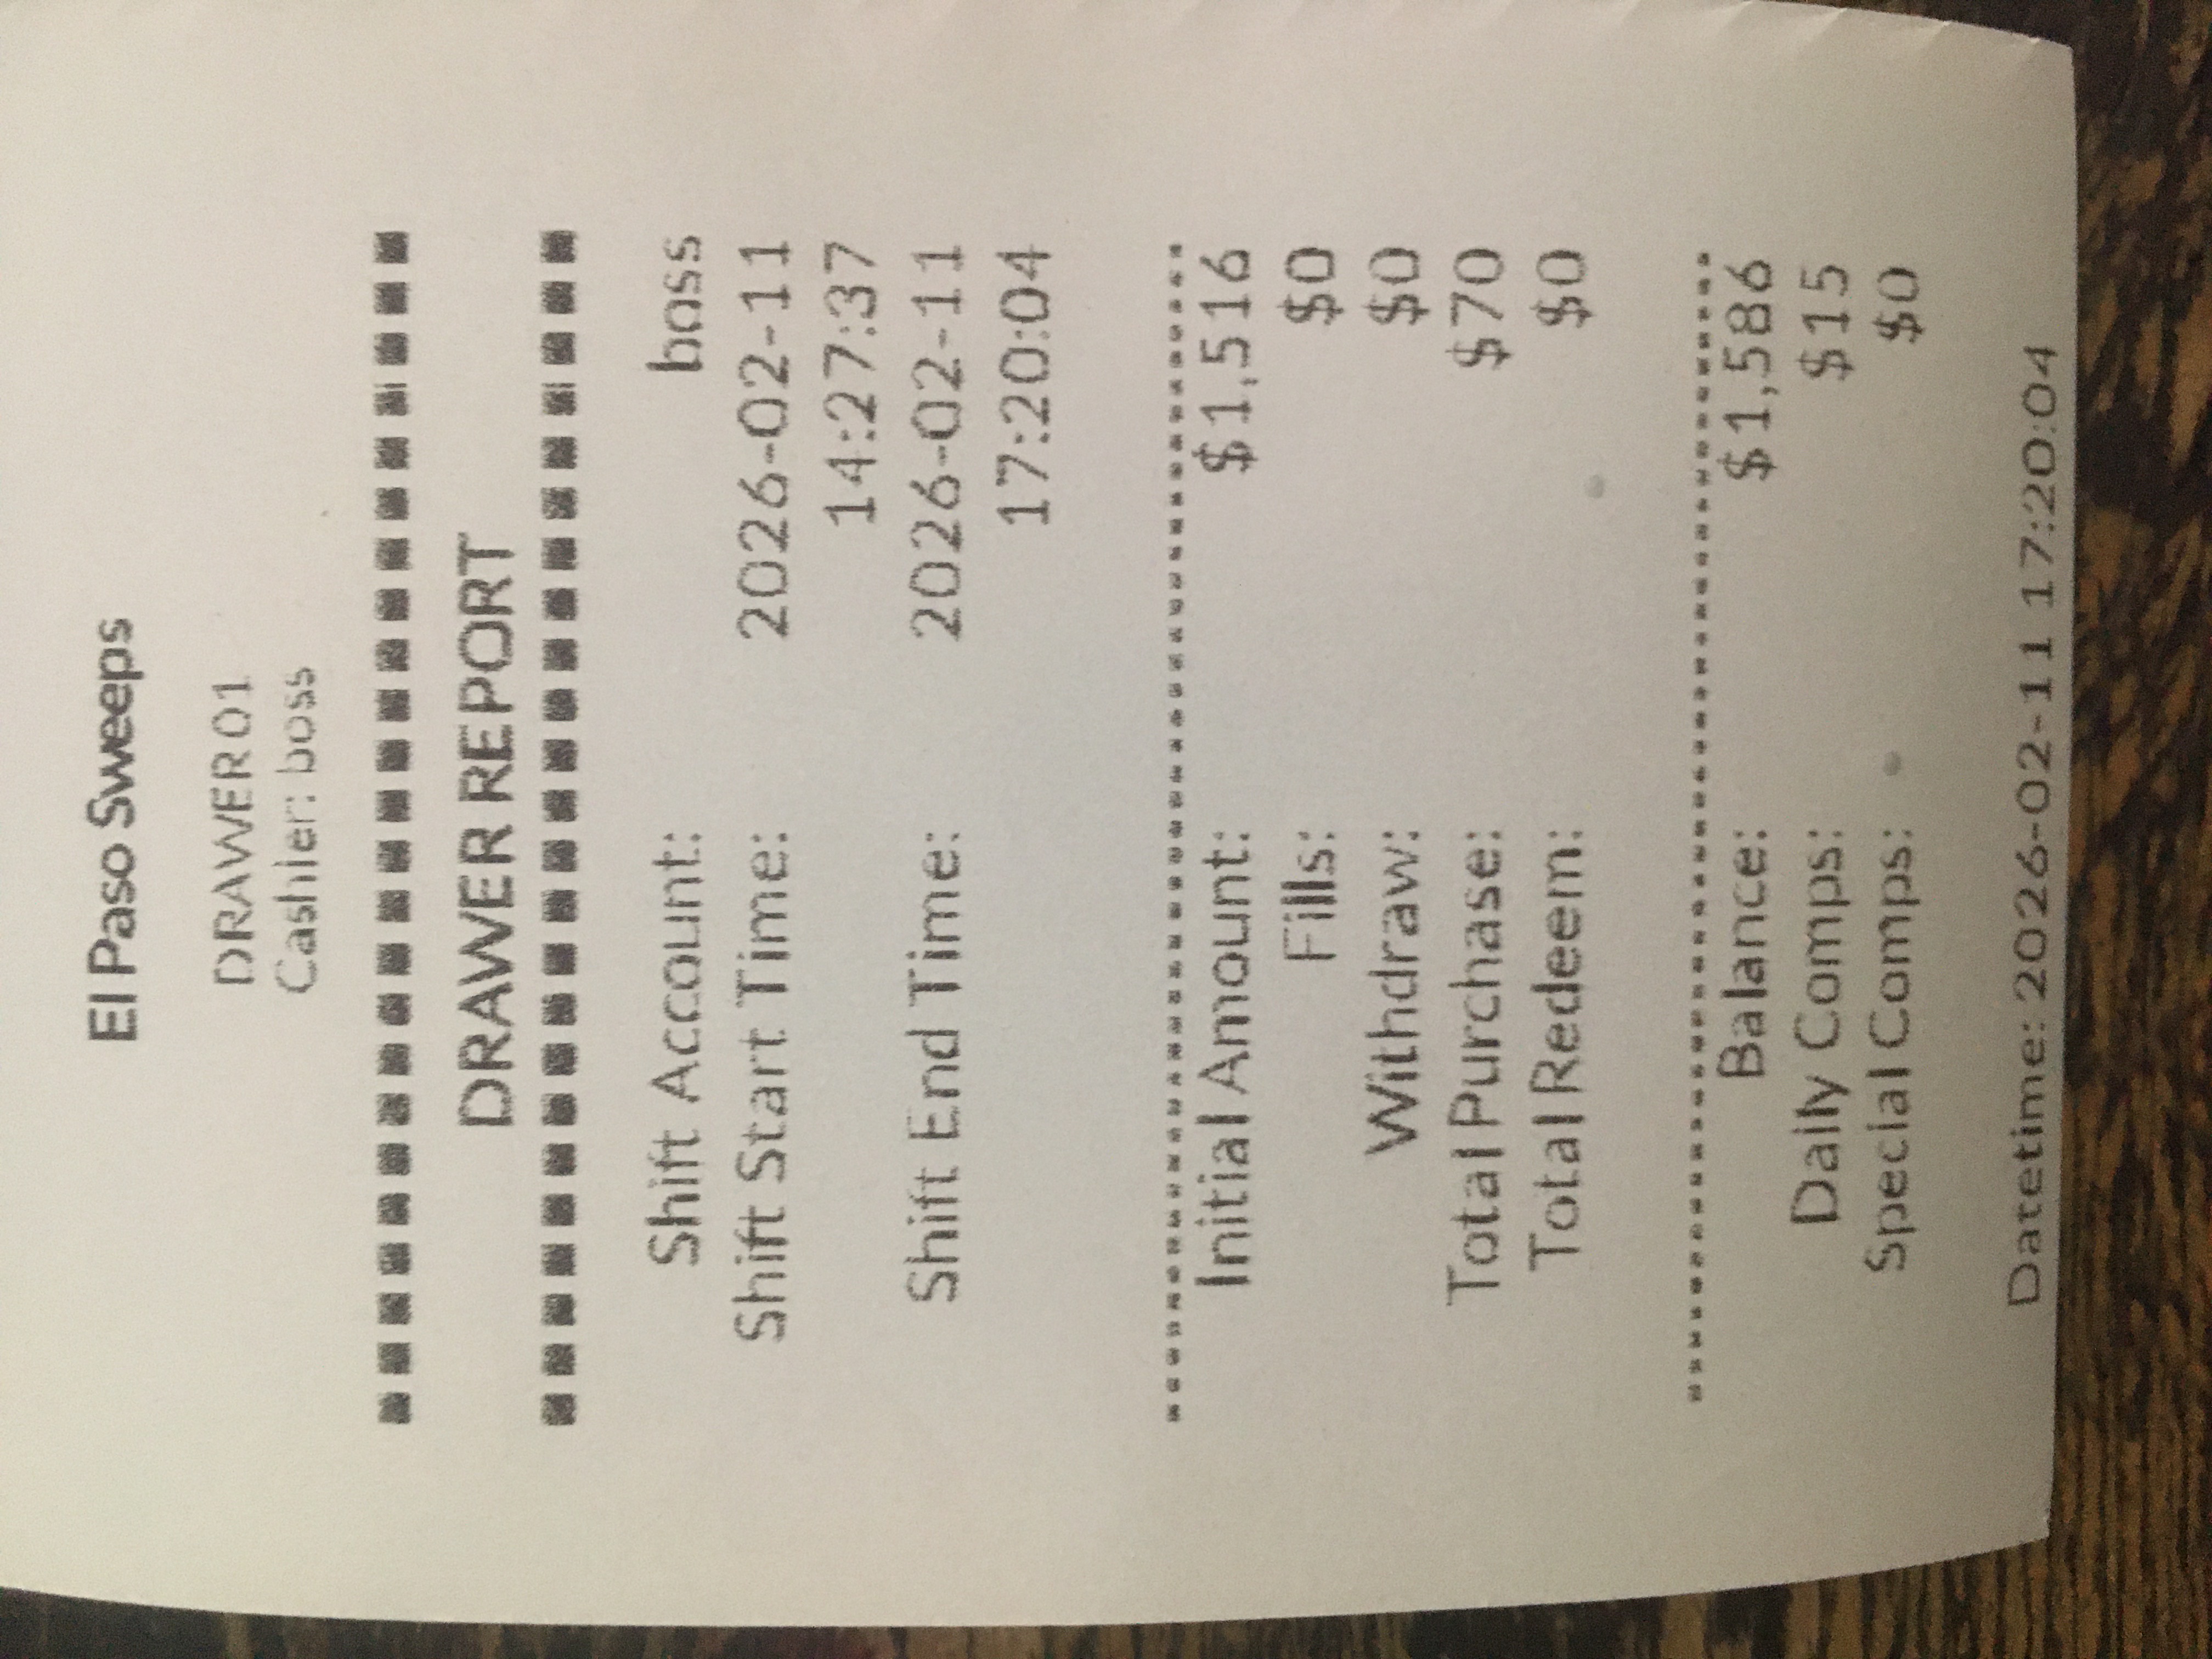 El Paso Sweeps
DRAWER01
Cashier: boss
DRAWER REPORT
Shift Account: boss
Shift Start Time: 2026-02-11
14:27:37
Shift End Time: 2026-02-11
17:20:04
Initial Amount: $1,516
Fills: $0
Withdraw: $0
Total Purchase: $70
Total Redeem: $0
Balance: $1,586
Daily Comps: $15
Special Comps: $0
Datetime: 2026-02-11 17:20:04